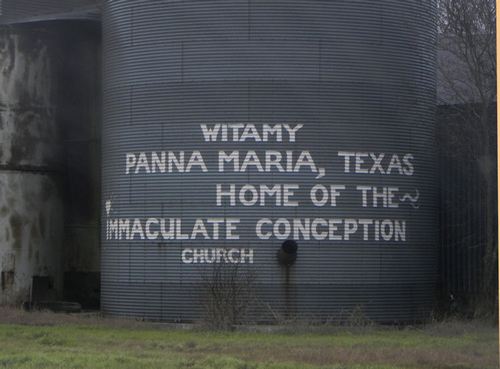 WITAMY
PANNA MARIA, TEXAS
HOME OF THE~
IMMACULATE CONCEPTION
CHURCH